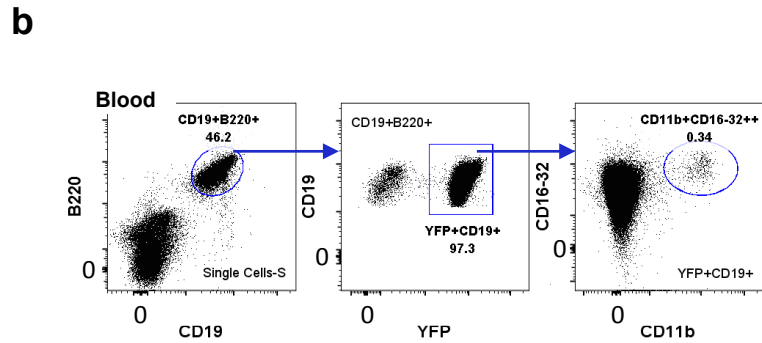 b
Blood
CD19+B220+
46.2
B220
0
Single Cells-S
0
CD19
CD19+B220+
CD19
YFP+CD19+
97.3
0
0
YFP
CD11b+CD16-32++
0.34
CD16-32
0
YFP+CD19+
0
CD11b